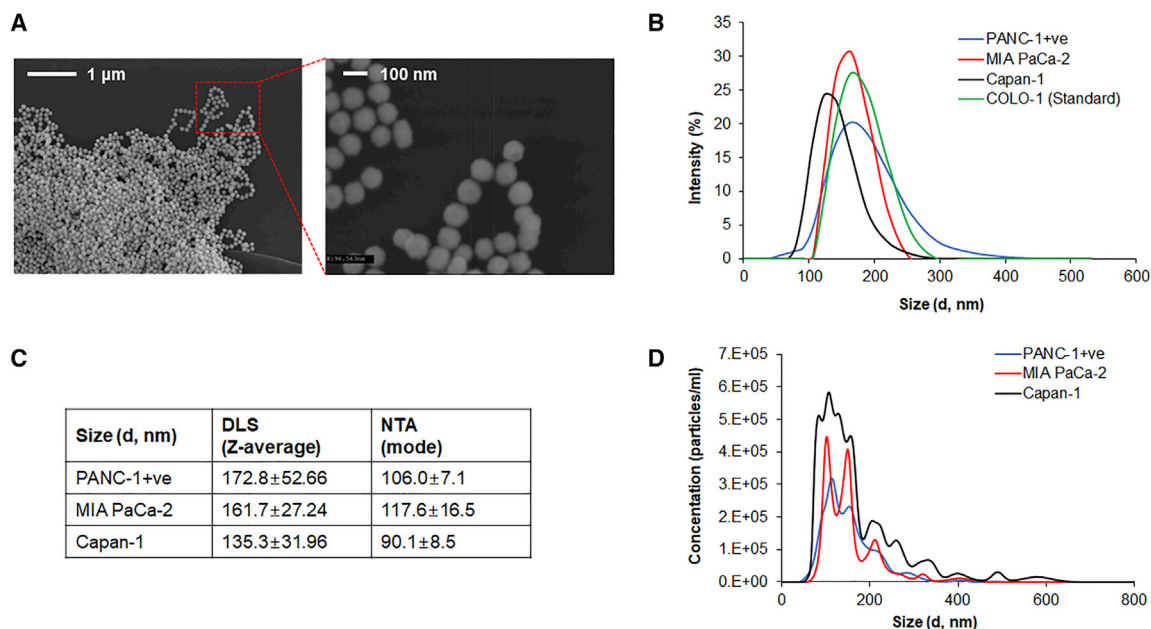 A
1 µm
100 nm
B
35
30
25
20
15
10
5
0
Intensity (%)
0 100 200 300 400 500 600
Size (d, nm)
PANC-1+ve
MIA PaCa-2
Capan-1
COLO-1 (Standard)
C
Size (d, nm) DLS (Z-average) NTA (mode)
PANC-1+ve 172.8±52.66 106.0±7.1
MIA PaCa-2 161.7±27.24 117.6±16.5
Capan-1 135.3±31.96 90.1±8.5
D
7.E+05
6.E+05
5.E+05
4.E+05
3.E+05
2.E+05
1.E+05
0.E+00
Concentration (particles/ml)
0 200 400 600 800
Size (d, nm)
PANC-1+ve
MIA PaCa-2
Capan-1